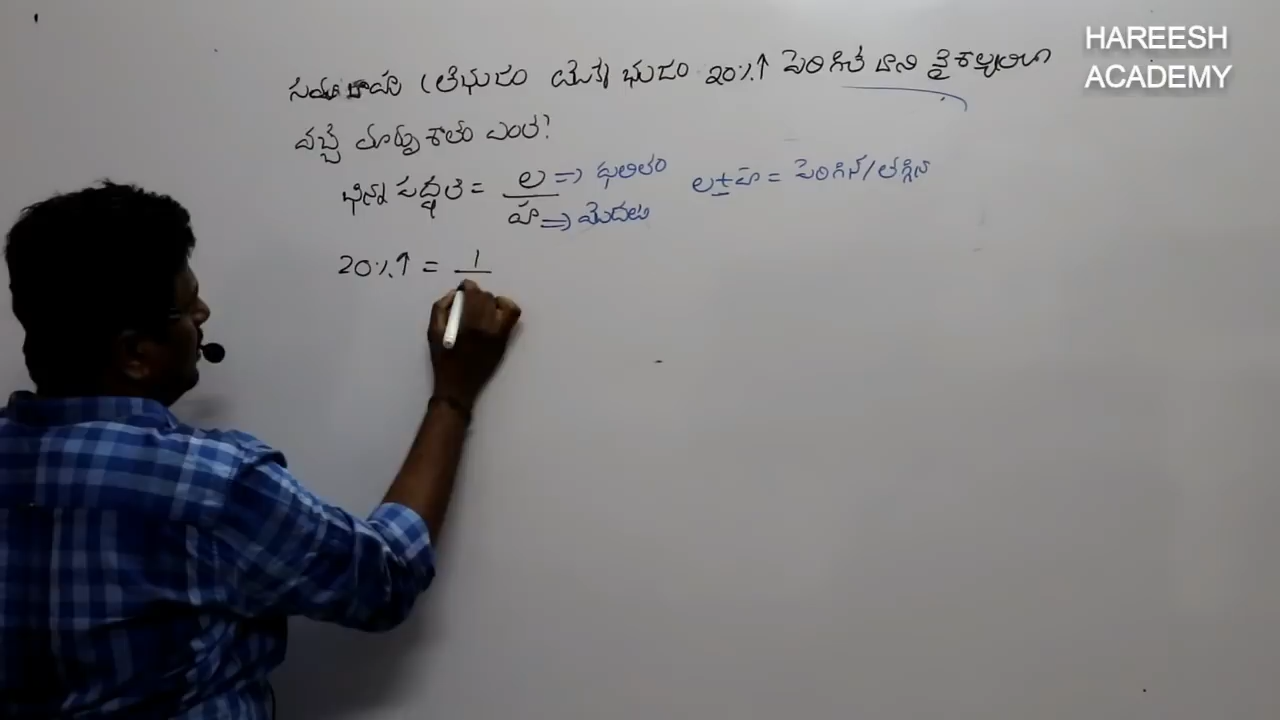 HAREESH
ACADEMY
సమబాహు త్రిభుజం యొక్క భుజం 20%↑ పెరిగితే దాని వైశాల్యంలో
వచ్చే మార్పు శాతం ఎంత?
భిన్న పద్ధతి = ల/హ ల => ఫలితం హ => మొదలు ల±హ = పెరిగిన/తగ్గిన
20%↑ = 1